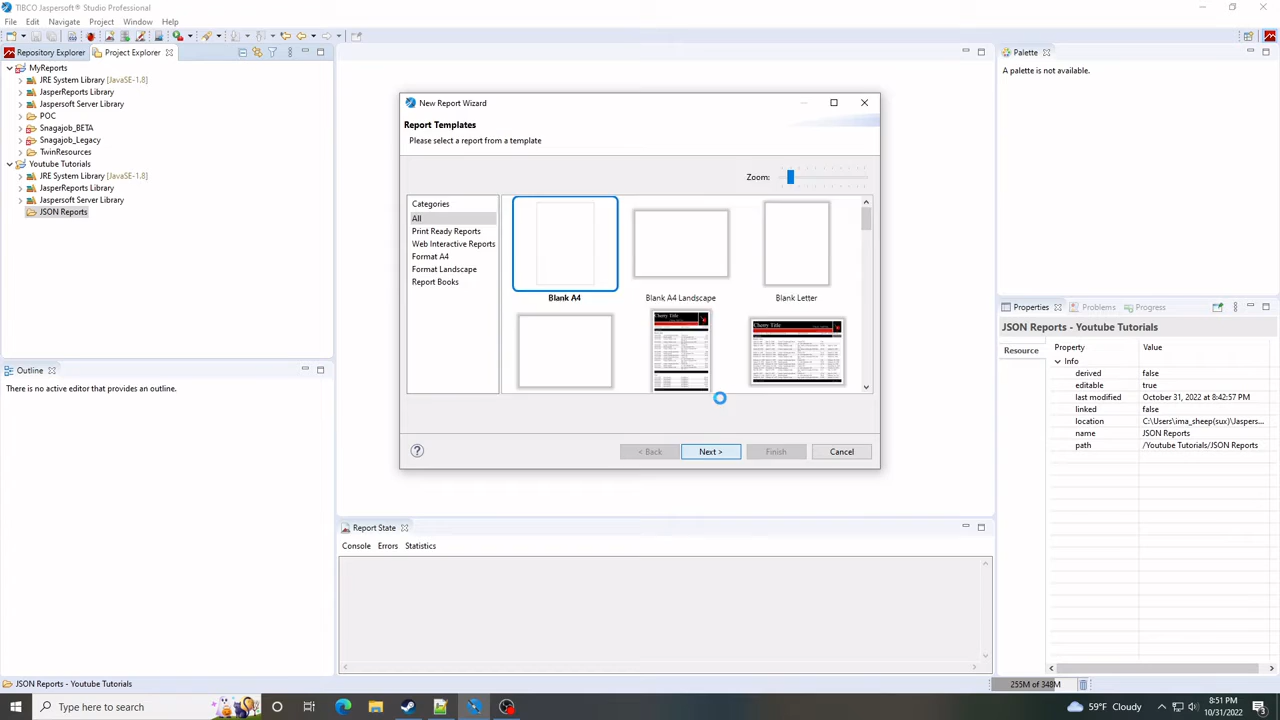 TIBCO Jaspersoft® Studio Professional
File Edit Navigate Project Window Help
Repository Explorer
Project Explorer
MyReports
JRE System Library [JavaSE-1.8]
JasperReports Library
Jaspersoft Server Library
POC
Snagajob_BETA
Snagajob_Legacy
TwinResources
Youtube Tutorials
JRE System Library [JavaSE-1.8]
JasperReports Library
Jaspersoft Server Library
JSON Reports
Outline
There is no active editor that provides an outline.
New Report Wizard
Report Templates
Please select a report from a template
Zoom:
Categories
All
Print Ready Reports
Web Interactive Reports
Format A4
Format Landscape
Report Books
Blank A4
Blank A4 Landscape
Blank Letter
Cherry Title
Cherry Title
< Back
Next >
Finish
Cancel
Report State
Console Errors Statistics
Palette
A palette is not available.
Properties
Problems
Progress
JSON Reports - Youtube Tutorials
Resource
Property Value
Info
derived false
editable true
last modified October 31, 2022 at 8:42:57 PM
linked false
location C:\Users\ima_sheep(sux)\Jaspers...
name JSON Reports
path /Youtube Tutorials/JSON Reports
JSON Reports - Youtube Tutorials
255M of 348M
Type here to search
59°F Cloudy
8:51 PM
10/31/2022